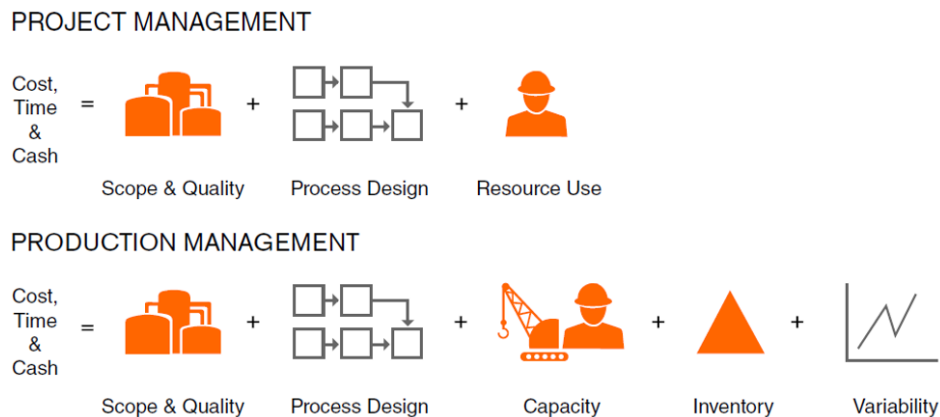 PROJECT MANAGEMENT
Cost,
Time
&
Cash
=
+
+
Scope & Quality
Process Design
Resource Use
PRODUCTION MANAGEMENT
Cost,
Time
&
Cash
=
+
+
+
+
Scope & Quality
Process Design
Capacity
Inventory
Variability